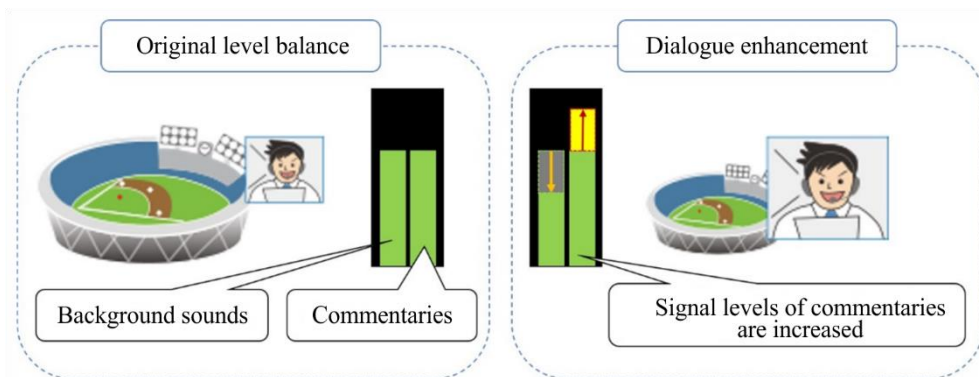 Original level balance
Dialogue enhancement
Background sounds
Commentaries
Signal levels of commentaries
are increased